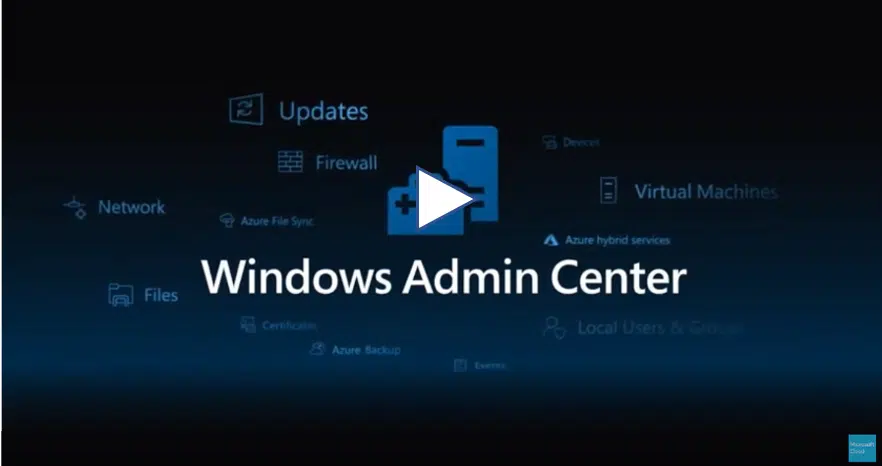 Updates
Devices
Firewall
Virtual Machines
Network
Azure File Sync
Azure hybrid services
Windows Admin Center
Files
Certificates
Local Users & Groups
Azure Backup
Events
Microsoft
Cloud